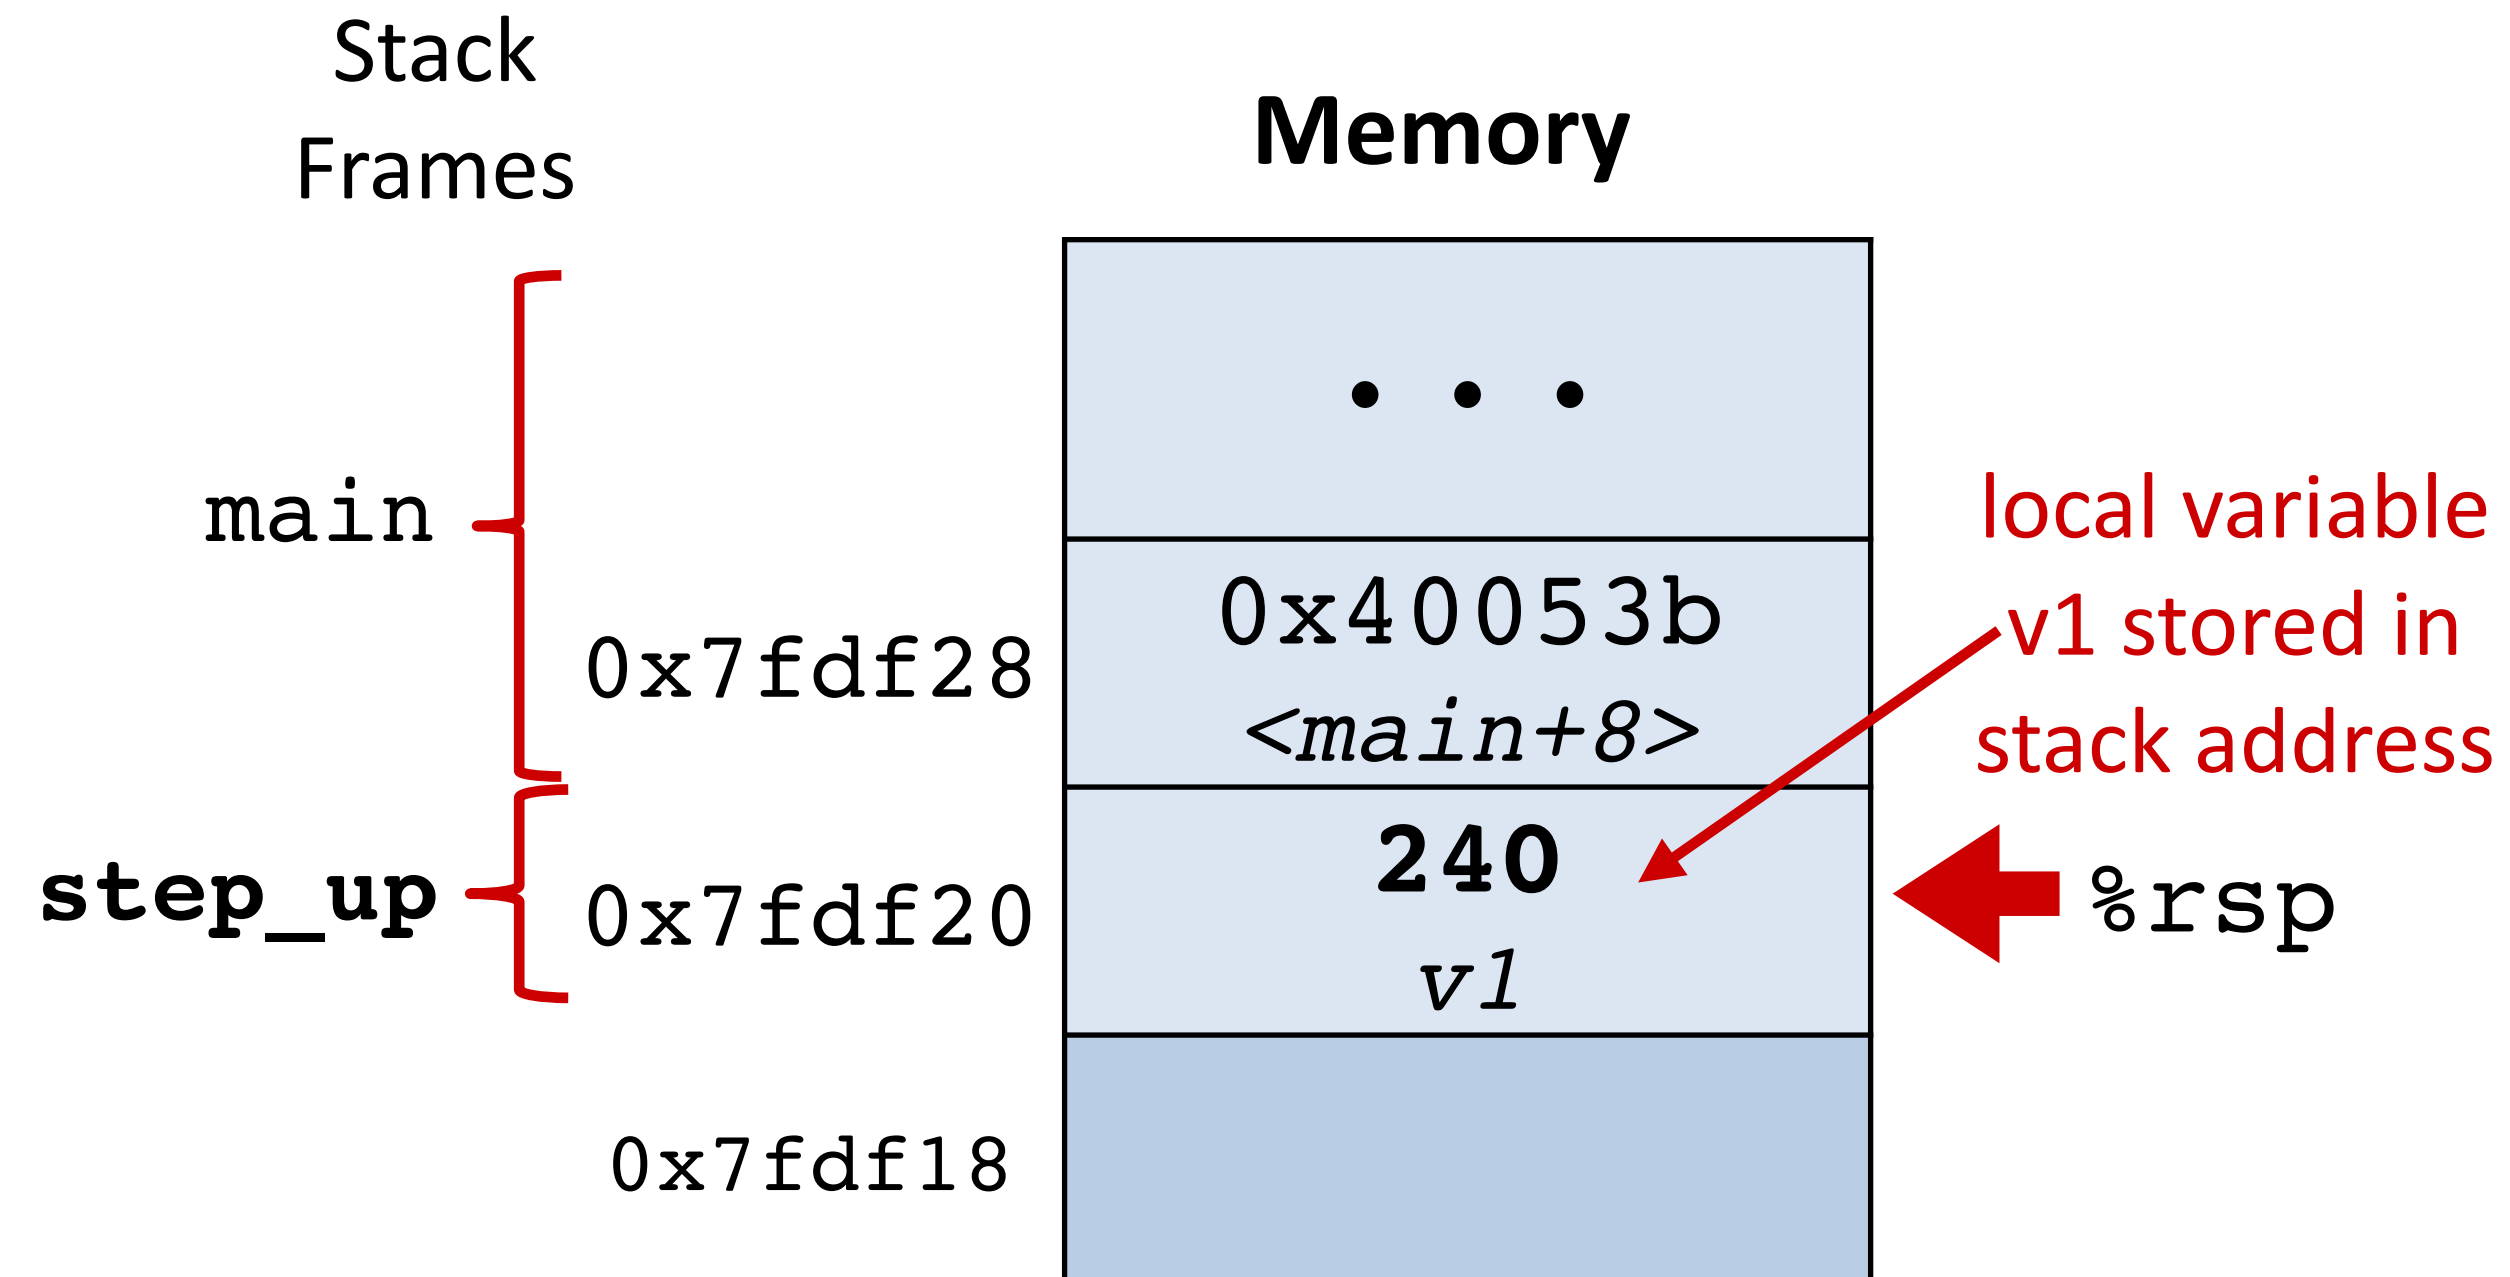 Stack
Frames
Memory
• • •
main
0x7fdf28
0x40053b
<main+8>
local variable
v1 stored in
stack address
step_up
0x7fdf20
240
v1
%rsp
0x7fdf18